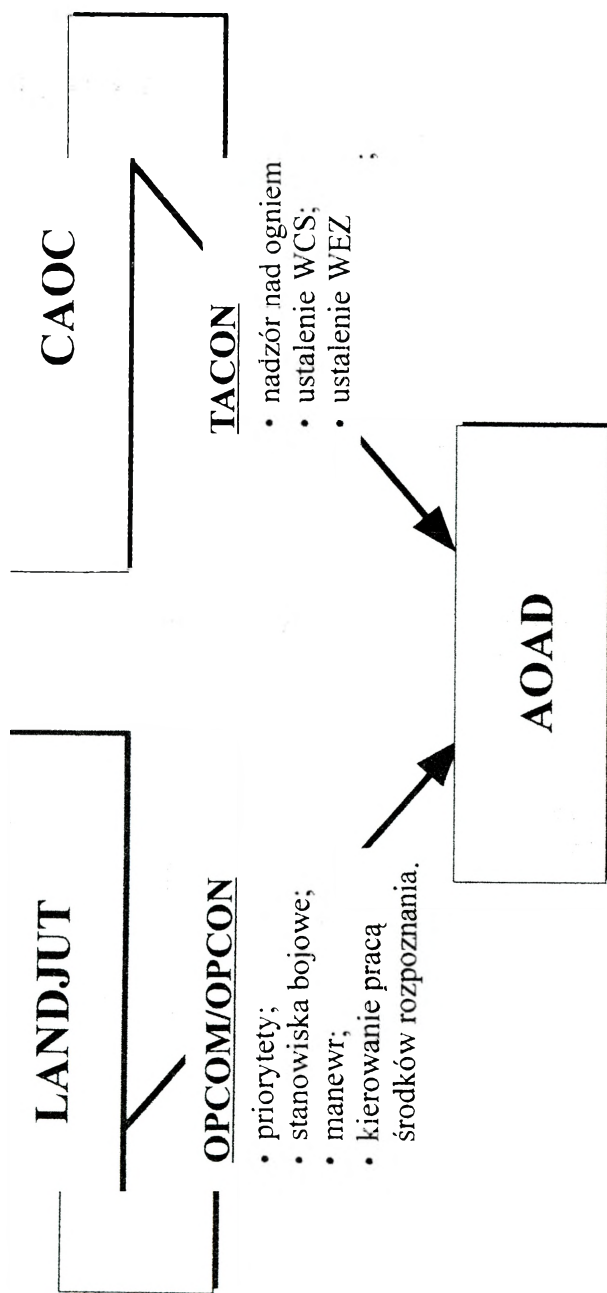 LANDJUT
CAOC
OPCOM/OPCON
• priorytety;
• stanowiska bojowe;
• manewr;
• kierowanie pracą
środków rozpoznania.
TACON
• nadzór nad ogniem
• ustalenie WCS;
• ustalenie WEZ ;
AOAD